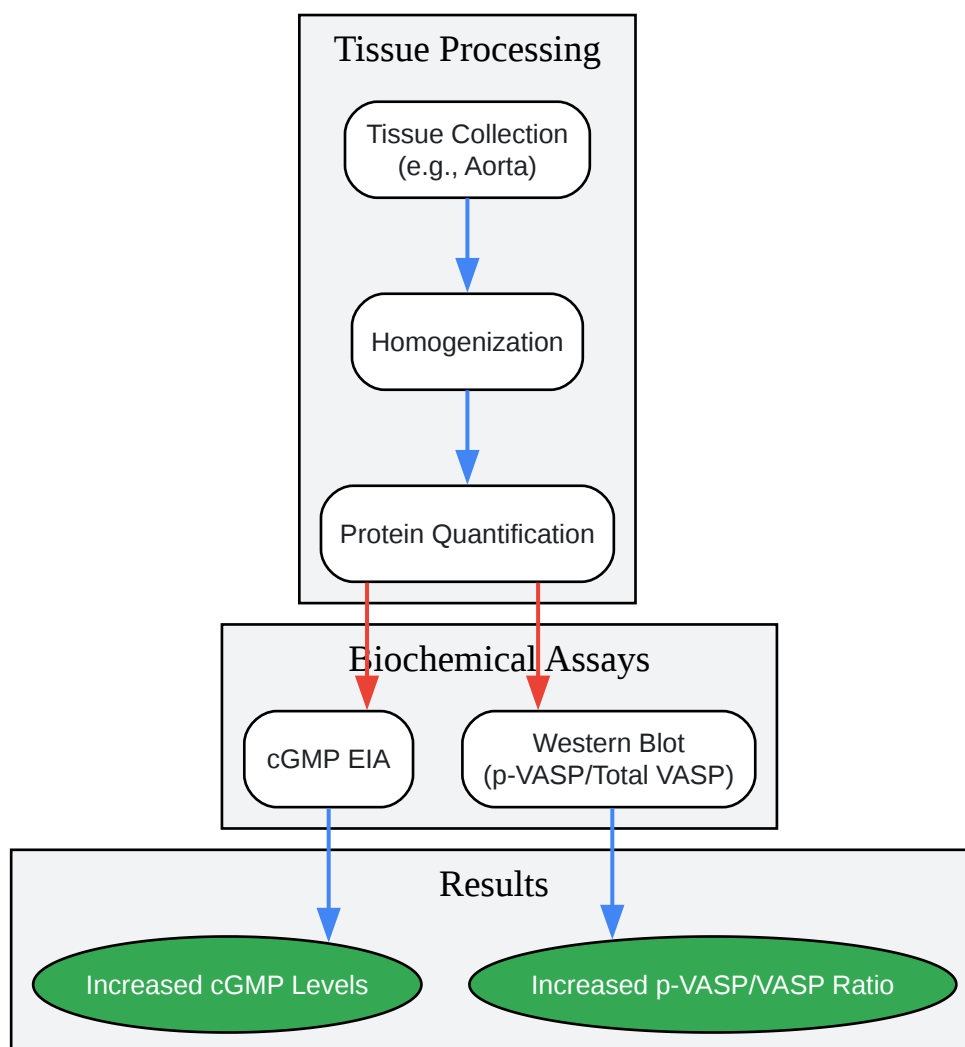 Tissue Processing
Tissue Collection
(e.g., Aorta)
Homogenization
Protein Quantification
Biochemical Assays
cGMP EIA
Western Blot
(p-VASP/Total VASP)
Results
Increased cGMP Levels
Increased p-VASP/VASP Ratio